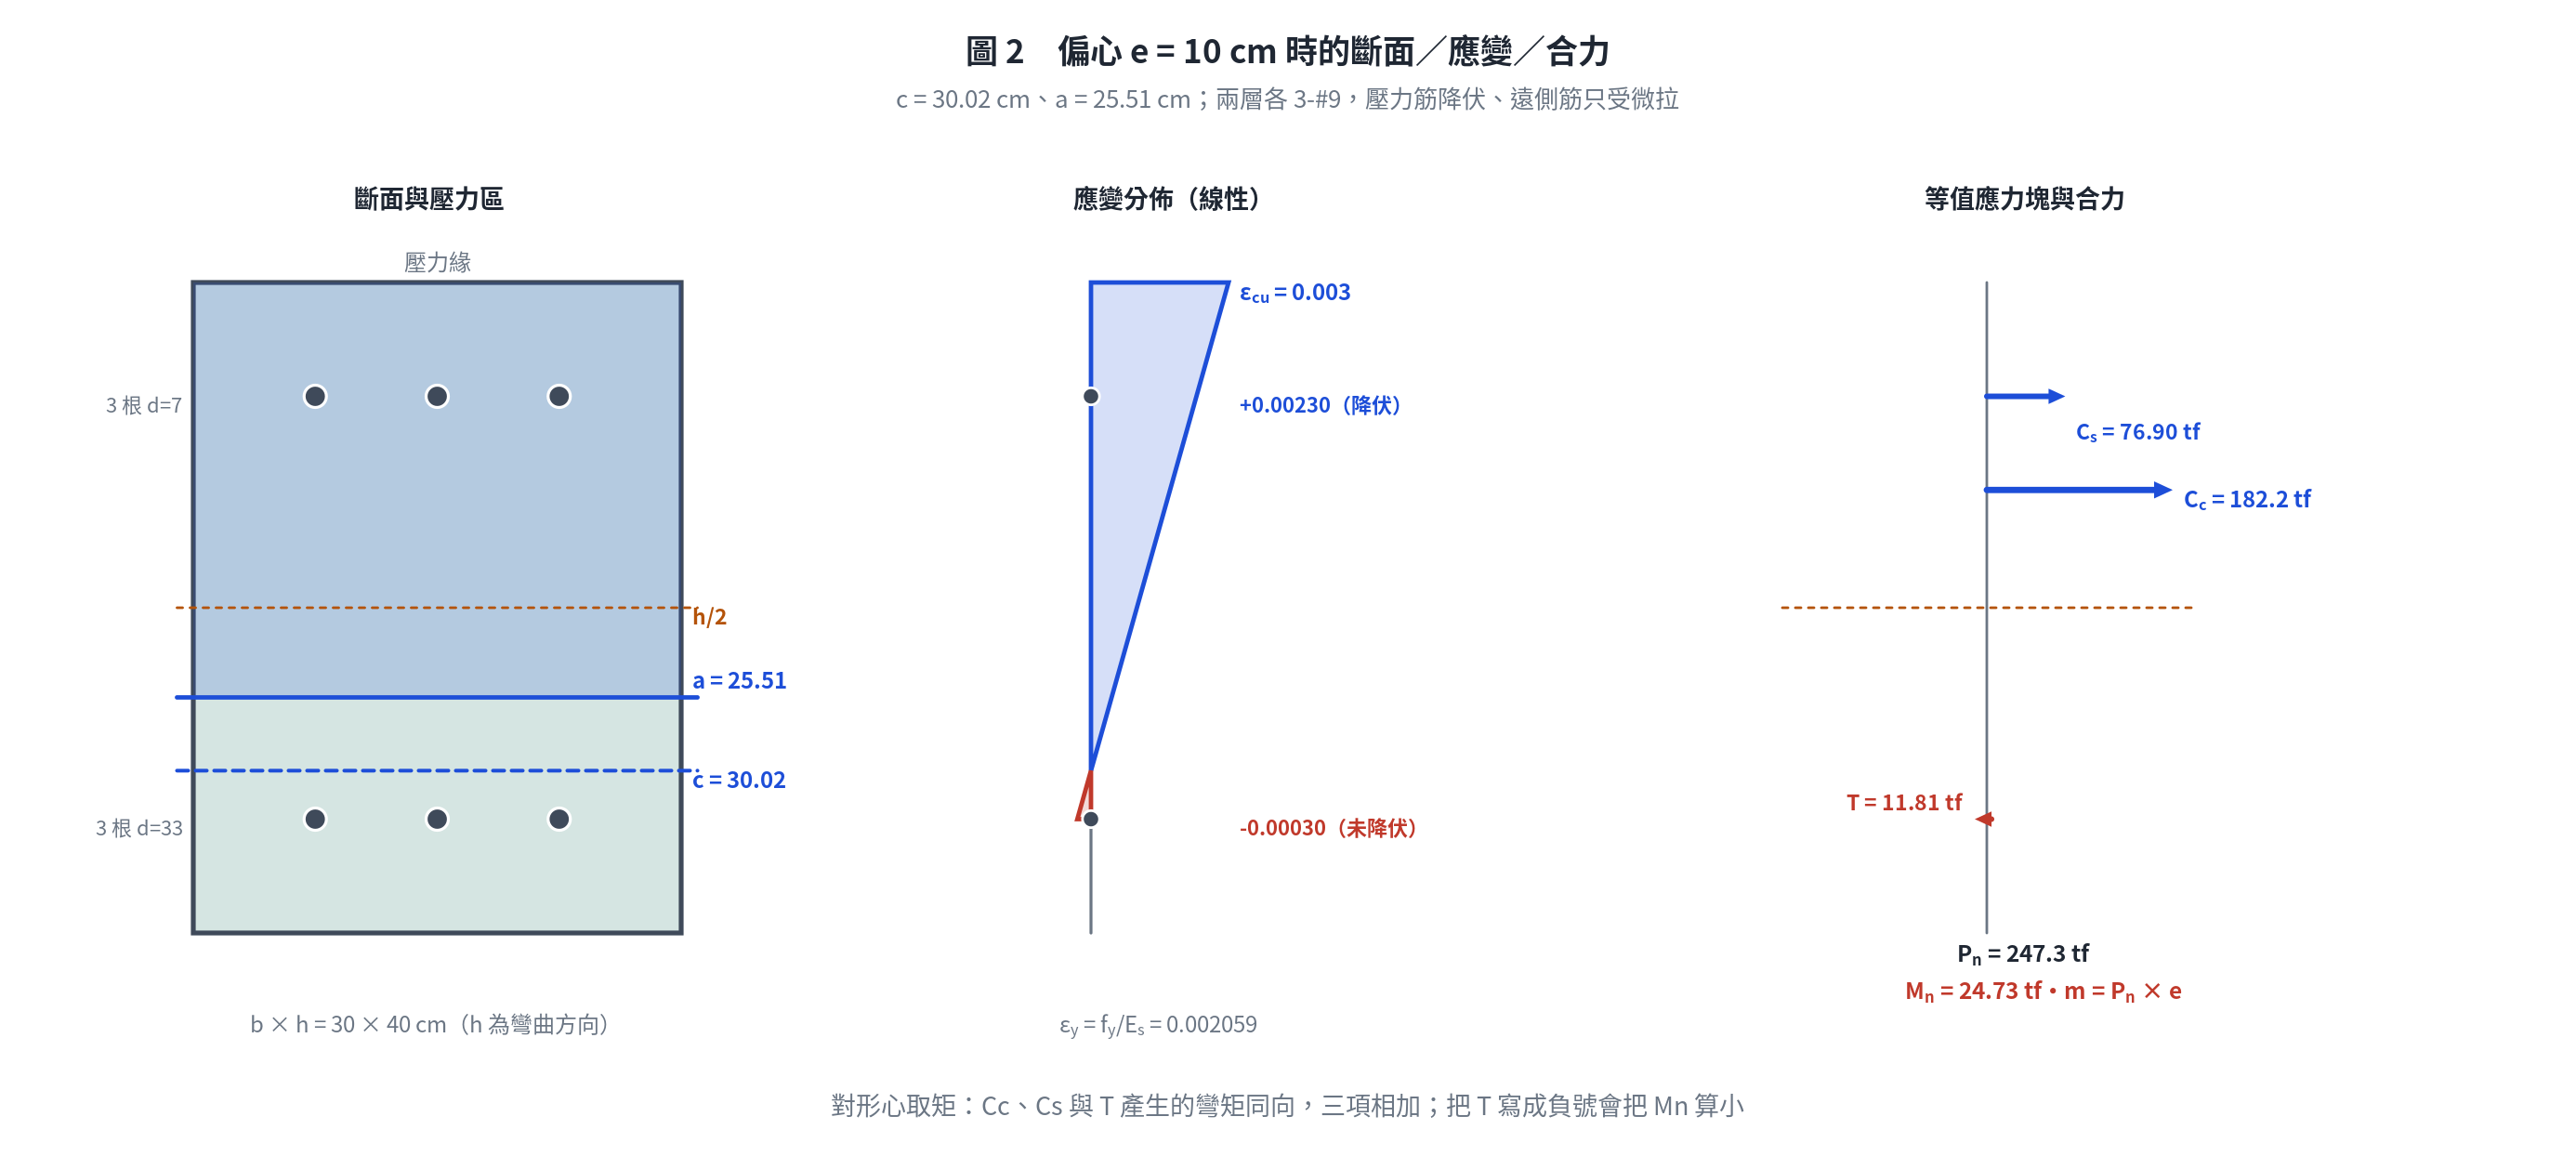 圖 2　偏心 e = 10 cm 時的斷面／應變／合力
c = 30.02 cm、a = 25.51 cm；兩層各 3-#9，壓力筋降伏、遠側筋只受微拉
斷面與壓力區
壓力緣
3 根 d=7
h/2
a = 25.51
c = 30.02
3 根 d=33
b × h = 30 × 40 cm（h 為彎曲方向）
應變分佈（線性）
εcu = 0.003
+0.00230（降伏）
-0.00030（未降伏）
εy = fy/Es = 0.002059
等值應力塊與合力
Cs = 76.90 tf
Cc = 182.2 tf
T = 11.81 tf
Pn = 247.3 tf
Mn = 24.73 tf・m = Pn × e
對形心取矩：Cc、Cs 與 T 產生的彎矩同向，三項相加；把 T 寫成負號會把 Mn 算小